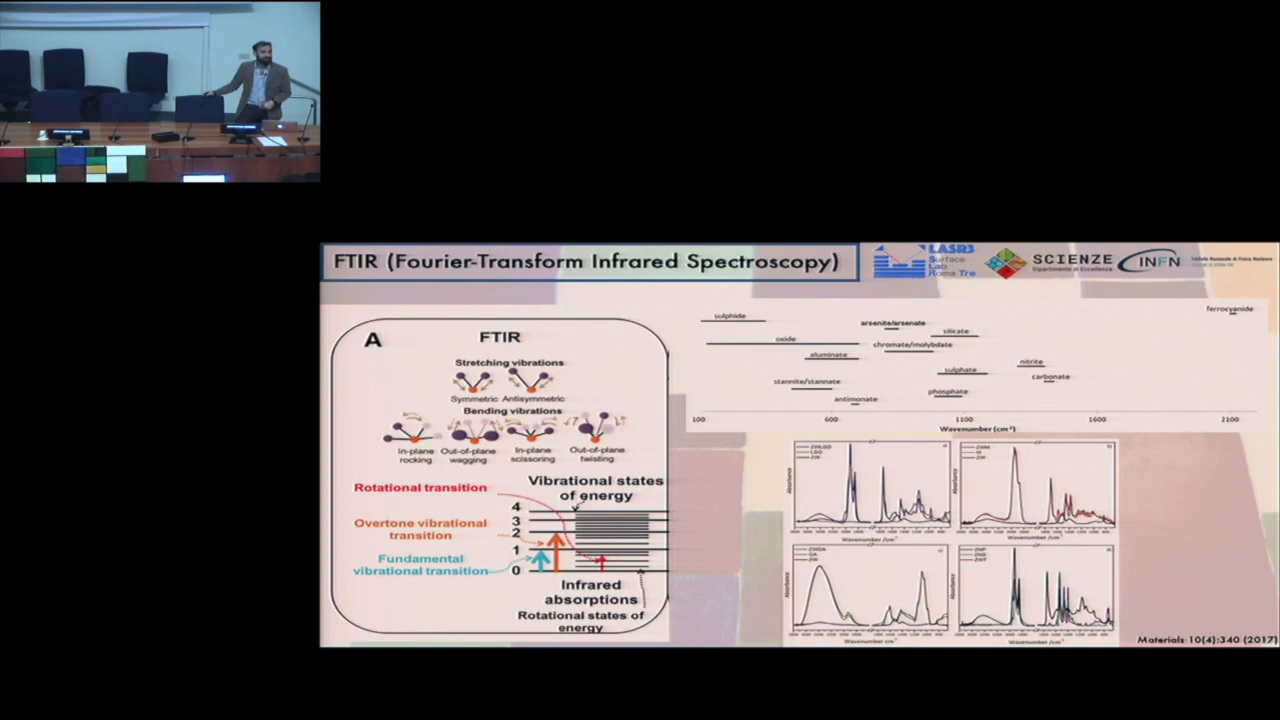 FTIR (Fourier-Transform Infrared Spectroscopy)
LASR3
Surface
Lab
Roma Tre
SCIENZE
Dipartimento di Eccellenza
INFN
A
FTIR
Stretching vibrations
Symmetric Antisymmetric
Bending vibrations
In-plane rocking
Out-of-plane wagging
In-plane scissoring
Out-of-plane twisting
Vibrational states of energy
Rotational transition
Overtone vibrational transition
Fundamental vibrational transition
4
3
2
1
0
Infrared absorptions
Rotational states of energy
ferrocyanide
sulphide
arsenite/arsenate
silicate
oxide
chromate/molybdate
aluminate
nitrite
sulphate
carbonate
stannite/stannate
phosphate
antimonate
100 600 1100 1600 2100
Wavenumber (cm⁻¹)
Materials 10(4):340 (2017)